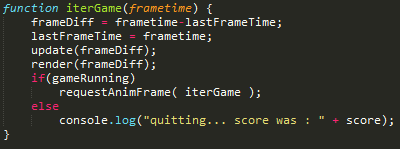 function iterGame(frametime) {
    frameDiff = frametime-lastFrameTime;
    lastFrameTime = frametime;
    update(frameDiff);
    render(frameDiff);
    if(gameRunning)
        requestAnimFrame( iterGame );
    else
        console.log("quitting... score was : " + score);
}